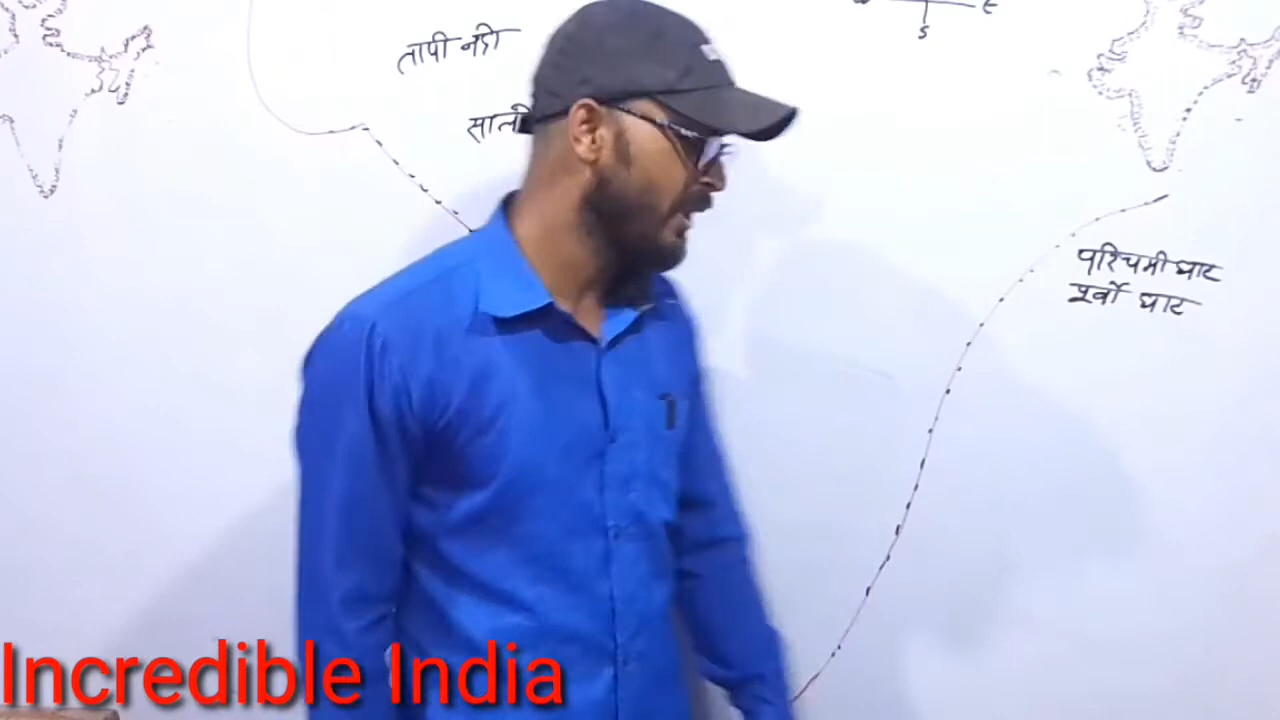 E
S
तापी नदी
पश्चिमी घाट
पूर्वी घाट
Incredible India